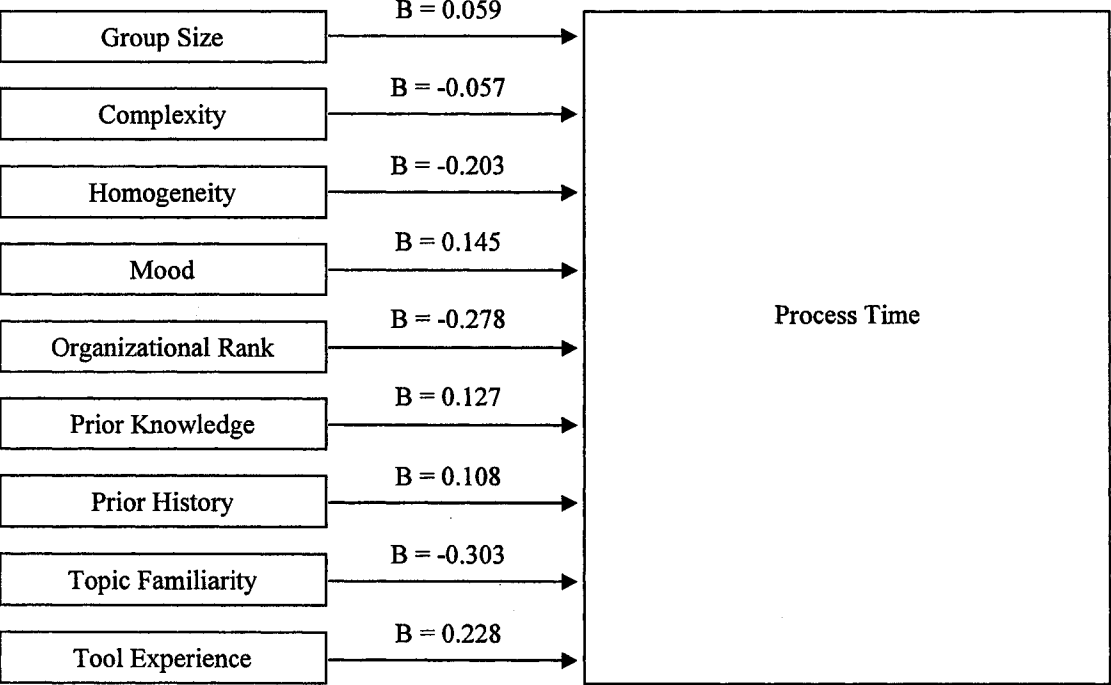 B = 0.059
Group Size
B = -0.057
Complexity
B = -0.203
Homogeneity
B = 0.145
Mood
B = -0.278
Process Time
Organizational Rank
B = 0.127
Prior Knowledge
B = 0.108
Prior History
B = -0.303
Topic Familiarity
B = 0.228
Tool Experience